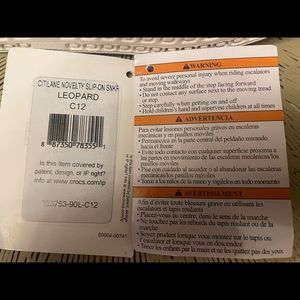 CITILANE NOVELTY SLIP-ON SNKR
LEOPARD
C12
Is this item covered by
patent, design, or IP right?
info at www.crocs.com/ip
203753-90L-C12
50004-00741
WARNING
To avoid severe personal injury when riding escalators
and moving walkways
• Stand in the middle of the step facing forward
• Do not contact any surface next to the moving tread
or step
• Step carefully when getting on and off
• Hold children's hand and supervise children at all times
ADVERTENCIA
Para evitar lesiones personales graves en escaleras
mecánicas y pasillos móviles
• Permanezca en la parte central del peldaño mirando
hacia el frente
• Evite todo contacto con cualquier superficie próxima a
las partes en movimiento de las escaleras mecánicas/los
pasillos móviles
• Pise con cuidado al acceder o al abandonar las escaleras
mecánicas/pasillos móviles
• Tome a los niños de la mano y vigílelos en todo momento
AVERTISSEMENT
Afin d'éviter toute blessure grave en utilisant les
escalators et tapis roulants
• Placez-vous au centre, dans le sens de la marche
• Ne touchez pas les rebords du tapis roulant ou de la
marche
• Soyez prudent lorsque vous montez sur le tapis ou
l'escalator et lorsque vous en descendez
• Tenez les enfants par la main et ne les quittez pas des yeux